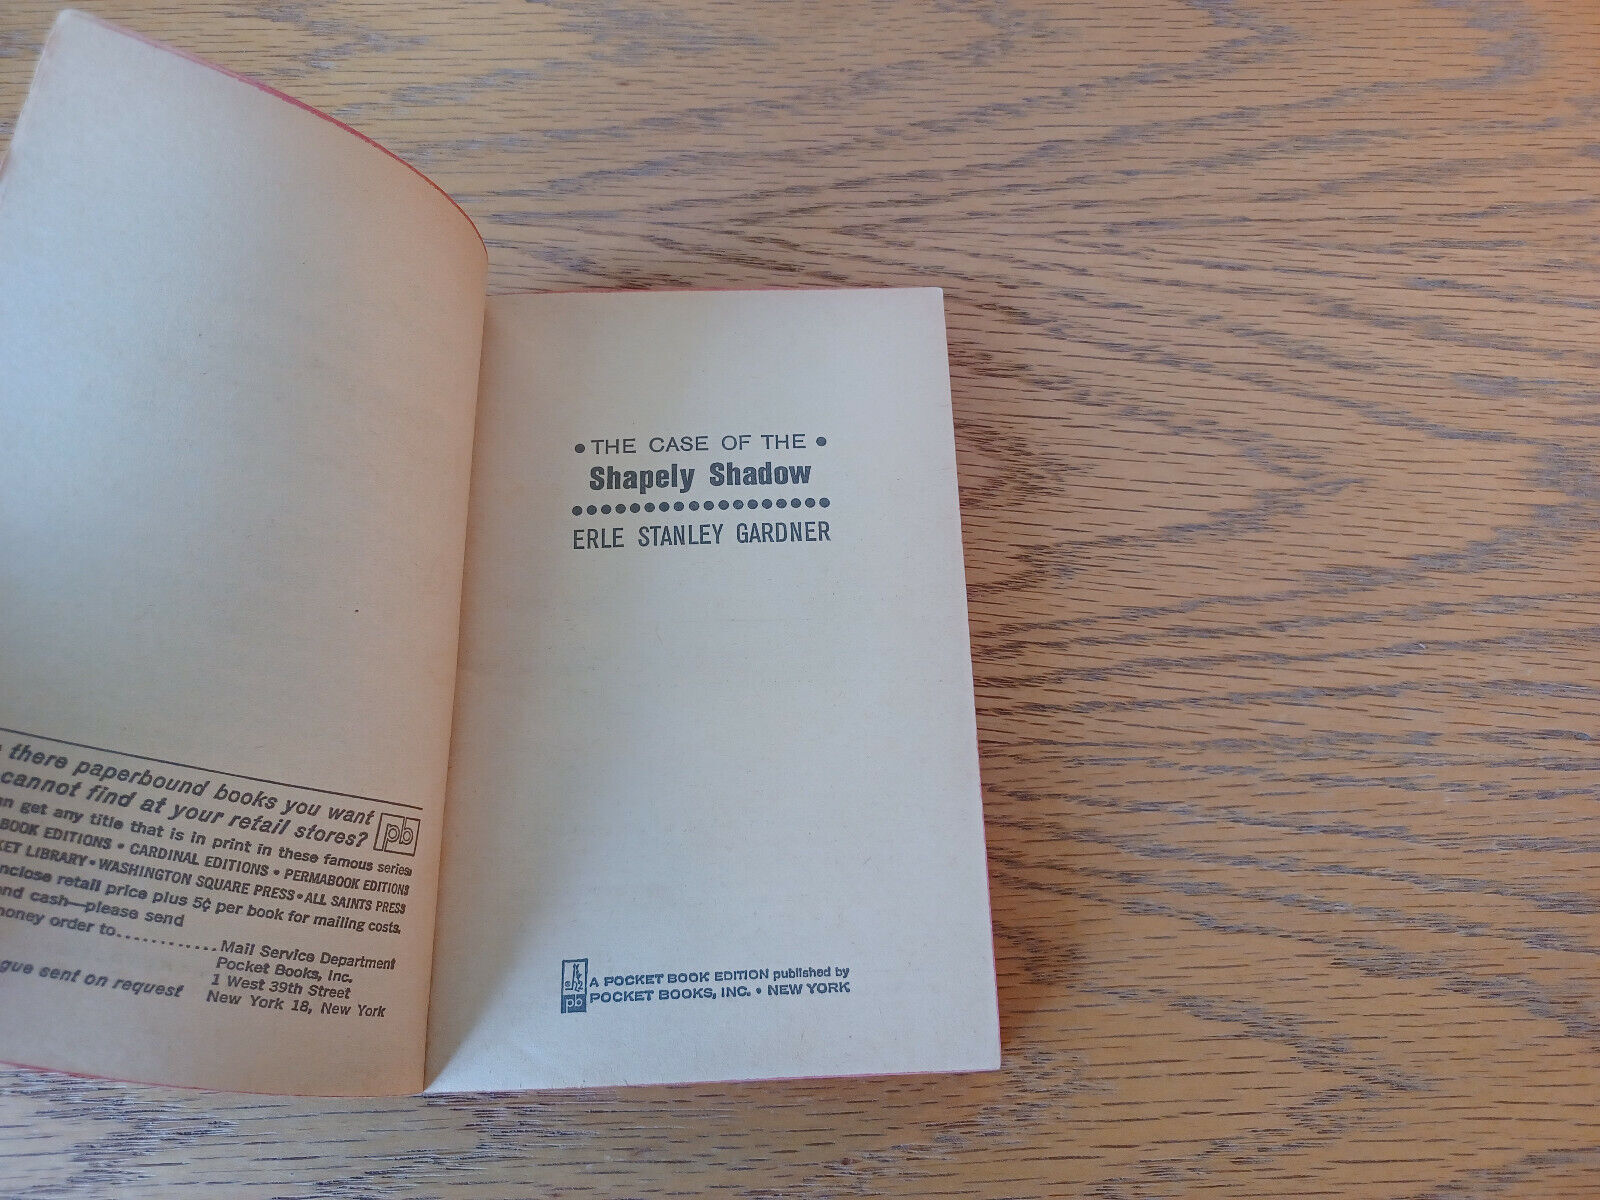 there paperbound books you want
cannot find at your retail stores?
pb
get any title that is in print in these famous series
BOOK EDITIONS • CARDINAL EDITIONS • PERMABOOK EDITIONS
LIBRARY • WASHINGTON SQUARE PRESS • ALL SAINTS PRESS
retail price plus 5¢ per book for mailing costs.
cash—please send
order to............Mail Service Department
Pocket Books, Inc.
1 West 39th Street
sent on request New York 18, New York
• THE CASE OF THE •
Shapely Shadow
ERLE STANLEY GARDNER
pb
A POCKET BOOK EDITION published by
POCKET BOOKS, INC. • NEW YORK